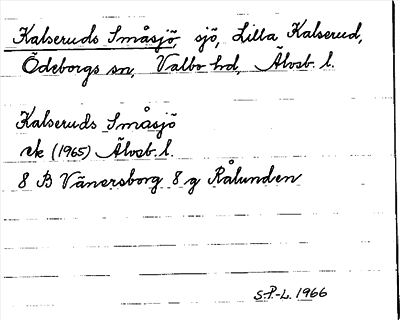 Kalseruds Småsjö, sjö, Lilla Kalserud,
Ödeborgs sn, Valbo hd, Älvsb. l.
Kalseruds Småsjö
ek (1965) Älvsb. l.
8 B Vänersborg 8 g Rålunden
S.P.-L. 1966